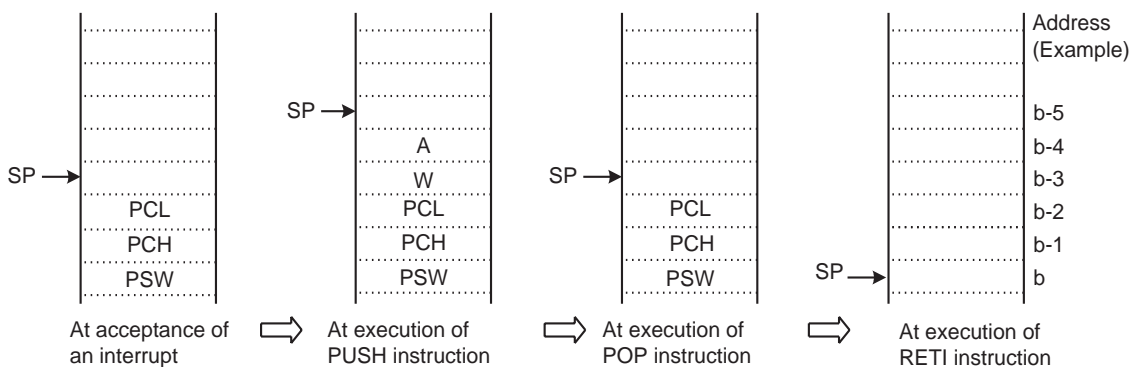 Address
(Example)
SP
b-5
A
b-4
SP
W
SP
b-3
PCL
PCL
PCL
b-2
PCH
PCH
PCH
b-1
PSW
PSW
PSW
SP
b
At acceptance of
an interrupt
At execution of
PUSH instruction
At execution of
POP instruction
At execution of
RETI instruction